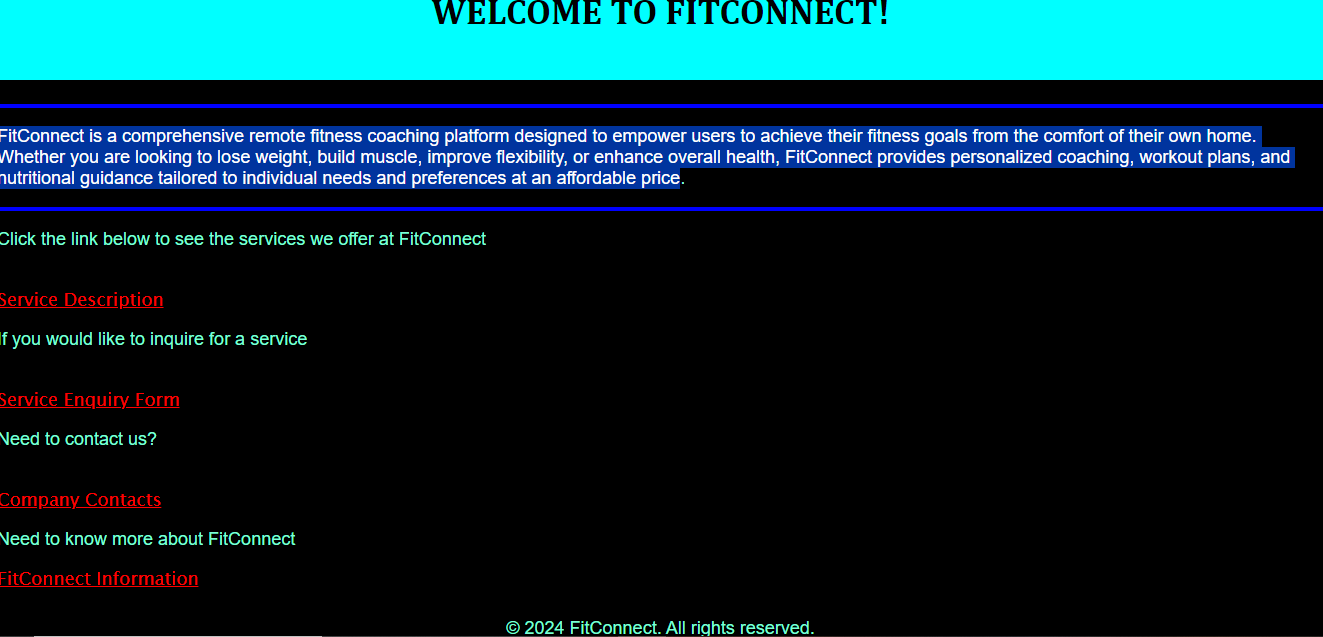 WELCOME TO FITCONNECT!
FitConnect is a comprehensive remote fitness coaching platform designed to empower users to achieve their fitness goals from the comfort of their own home.
Whether you are looking to lose weight, build muscle, improve flexibility, or enhance overall health, FitConnect provides personalized coaching, workout plans, and
nutritional guidance tailored to individual needs and preferences at an affordable price.
Click the link below to see the services we offer at FitConnect
Service Description
If you would like to inquire for a service
Service Enquiry Form
Need to contact us?
Company Contacts
Need to know more about FitConnect
FitConnect Information
© 2024 FitConnect. All rights reserved.